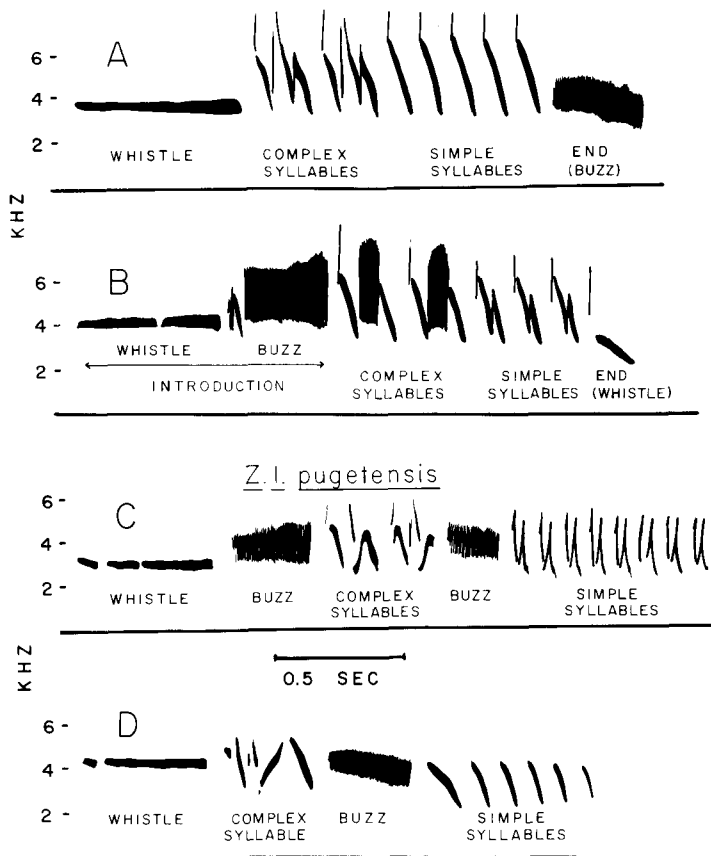 A
6 -
4 -
2 -
WHISTLE
COMPLEX
SYLLABLES
SIMPLE
SYLLABLES
END
(BUZZ)
KHZ
B
6 -
4 -
2 -
WHISTLE
BUZZ
INTRODUCTION
COMPLEX
SYLLABLES
SIMPLE
SYLLABLES
END
(WHISTLE)
Z. l. pugetensis
C
6 -
4 -
2 -
WHISTLE
BUZZ
COMPLEX
SYLLABLES
BUZZ
SIMPLE
SYLLABLES
0.5 SEC
KHZ
D
6 -
4 -
2 -
WHISTLE
COMPLEX
SYLLABLE
BUZZ
SIMPLE
SYLLABLES